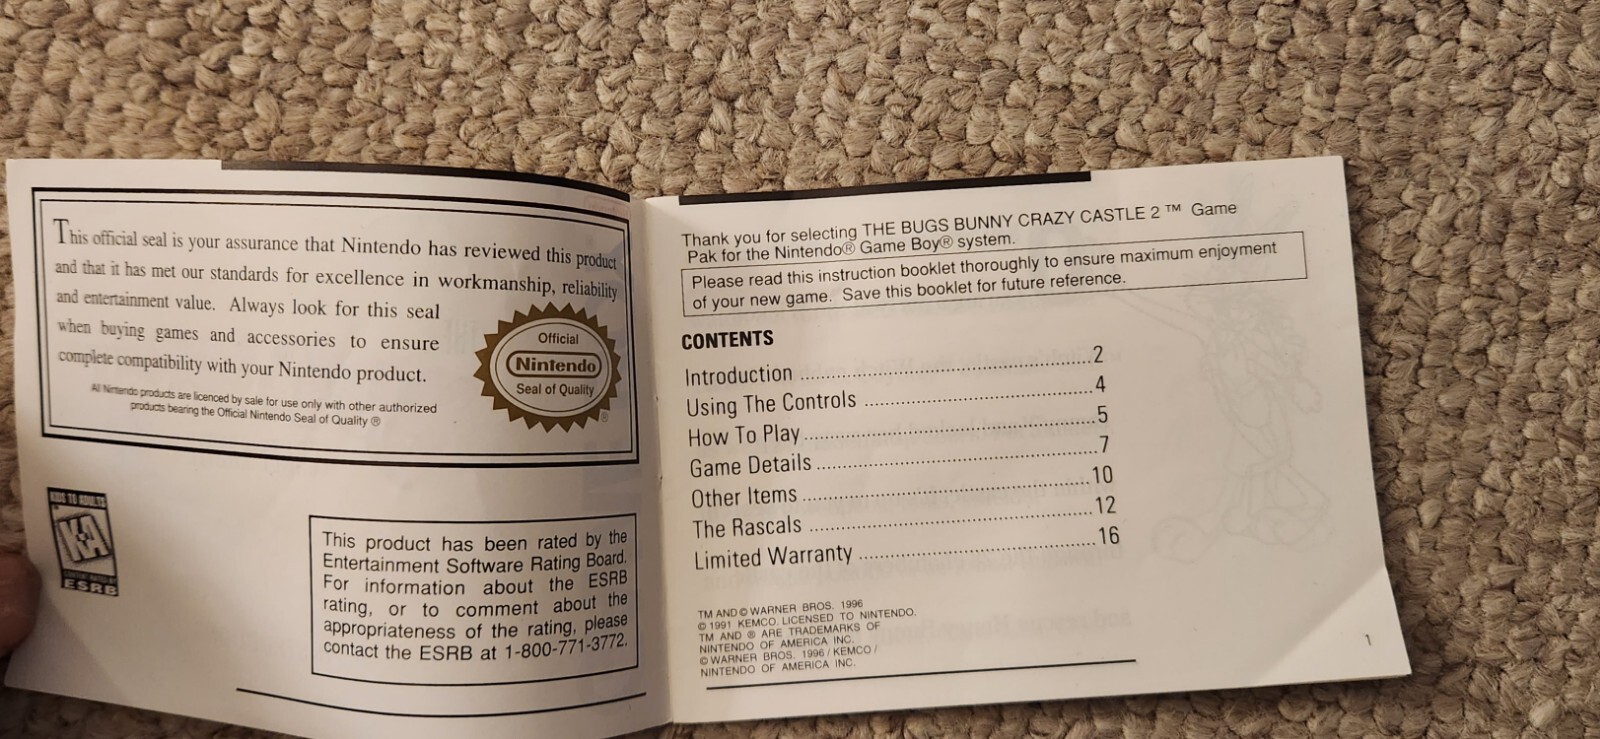 This official seal is your assurance that Nintendo has reviewed this product
and that it has met our standards for excellence in workmanship, reliability
and entertainment value. Always look for this seal
when buying games and accessories to ensure
complete compatibility with your Nintendo product.
All Nintendo products are licenced by sale for use only with other authorized
products bearing the Official Nintendo Seal of Quality ®
Official
Nintendo
Seal of Quality
®
KIDS TO ADULTS
K-A
ESRB
This product has been rated by the
Entertainment Software Rating Board.
For information about the ESRB
rating, or to comment about the
appropriateness of the rating, please
contact the ESRB at 1-800-771-3772.
Thank you for selecting THE BUGS BUNNY CRAZY CASTLE 2 ™ Game
Pak for the Nintendo® Game Boy® system.
Please read this instruction booklet thoroughly to ensure maximum enjoyment
of your new game. Save this booklet for future reference.
CONTENTS
Introduction ..........................................2
Using The Controls .................................4
How To Play..........................................5
Game Details.........................................7
Other Items .........................................10
The Rascals .........................................12
Limited Warranty ...................................16
TM AND © WARNER BROS. 1996
© 1991 KEMCO. LICENSED TO NINTENDO.
TM AND ® ARE TRADEMARKS OF
NINTENDO OF AMERICA INC.
© WARNER BROS. 1996 / KEMCO /
NINTENDO OF AMERICA INC.
1